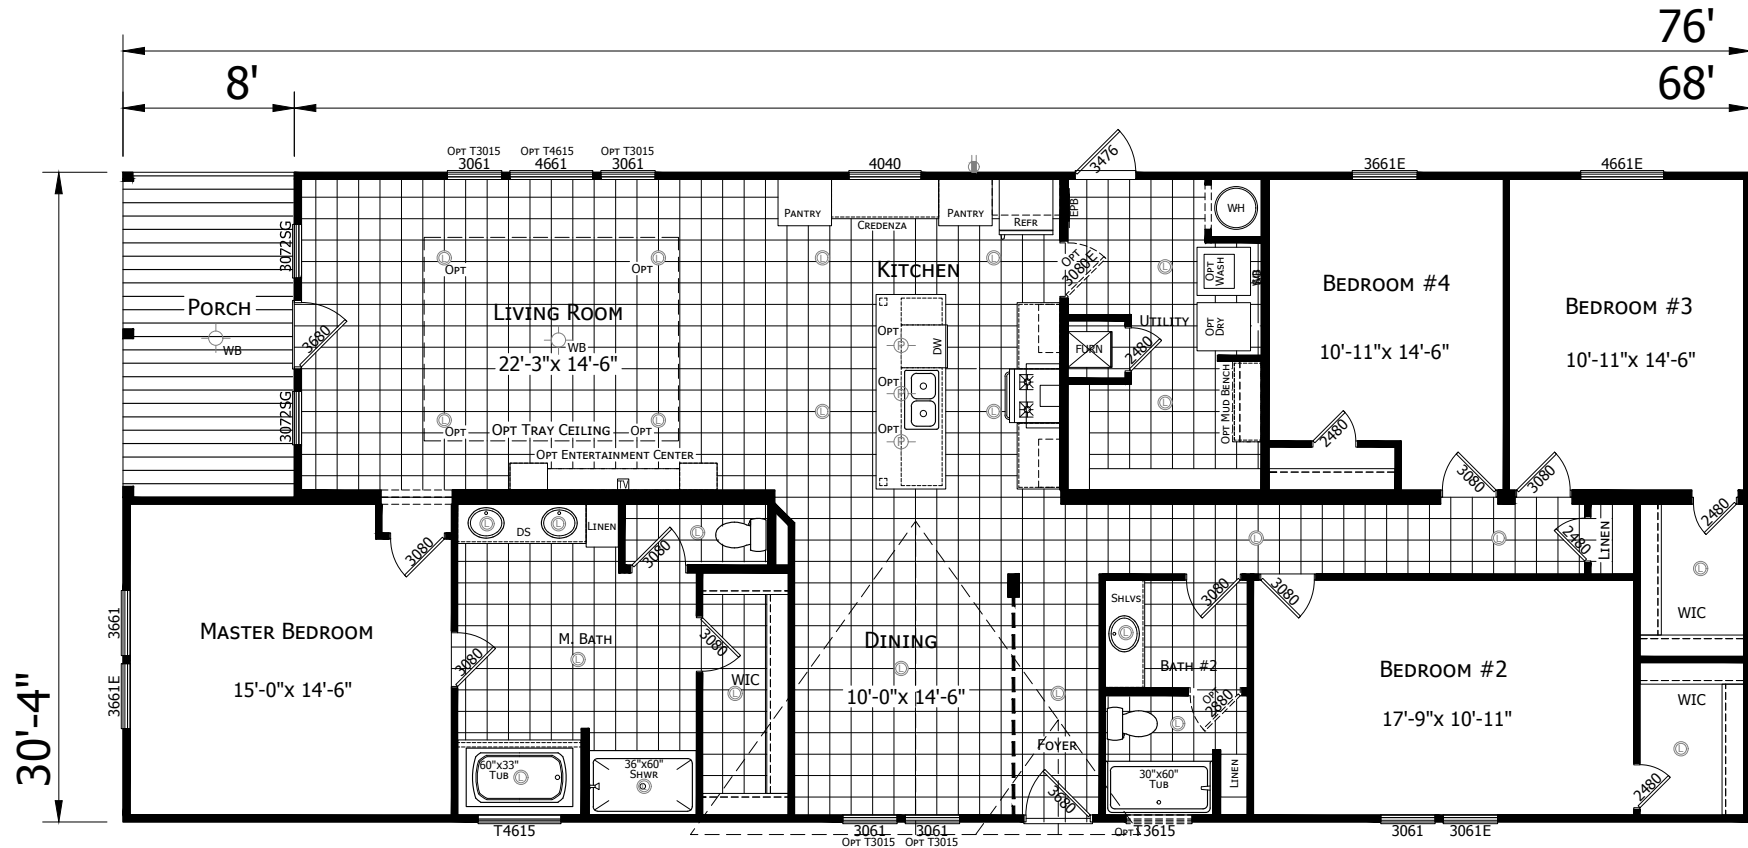 76'
8'
68'
30'-4"
OPT T3015
3061
OPT T4615
4661
OPT T3015
3061
4040
3476
3661E
4661E
PANTRY
CREDENZA
PANTRY
REFR
EPB
WH
3072SG
OPT
OPT
KITCHEN
OPT
3080E
OPT
WASH
BEDROOM #4
10'-11"x 14'-6"
BEDROOM #3
10'-11"x 14'-6"
PORCH
WB
3680
LIVING ROOM
WB
22'-3"x 14'-6"
OPT
DW
OPT
OPT
UTILITY
FURN
2480
OPT
DRY
OPT MUD BENCH
3072SG
OPT
OPT TRAY CEILING
OPT
OPT ENTERTAINMENT CENTER
TV
2480
3080
3080
2480
3080
DS
LINEN
3080
2480
LINEN
3661
3661E
MASTER BEDROOM
15'-0"x 14'-6"
3080
M. BATH
3080
WIC
DINING
10'-0"x 14'-6"
FOYER
3680
SHLVS
3080
BATH #2
OPT
2880
3080
BEDROOM #2
17'-9"x 10'-11"
WIC
WIC
2480
60"x33"
TUB
36"x60"
SHWR
30"x60"
TUB
LINEN
T4615
3061
OPT T3015
3061
OPT T3015
OPT T3615
3061
3061E